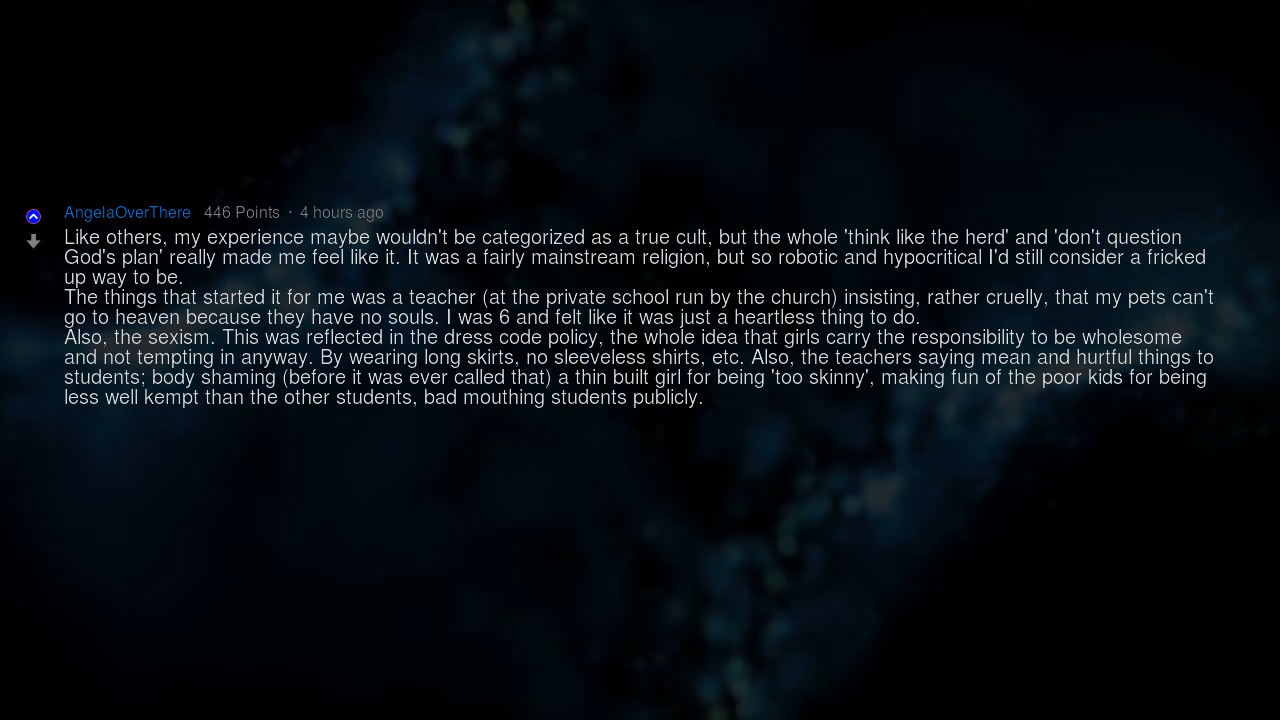 AngelaOverThere 446 Points · 4 hours ago
Like others, my experience maybe wouldn't be categorized as a true cult, but the whole 'think like the herd' and 'don't question
God's plan' really made me feel like it. It was a fairly mainstream religion, but so robotic and hypocritical I'd still consider a fricked
up way to be.
The things that started it for me was a teacher (at the private school run by the church) insisting, rather cruelly, that my pets can't
go to heaven because they have no souls. I was 6 and felt like it was just a heartless thing to do.
Also, the sexism. This was reflected in the dress code policy, the whole idea that girls carry the responsibility to be wholesome
and not tempting in anyway. By wearing long skirts, no sleeveless shirts, etc. Also, the teachers saying mean and hurtful things to
students; body shaming (before it was ever called that) a thin built girl for being 'too skinny', making fun of the poor kids for being
less well kempt than the other students, bad mouthing students publicly.